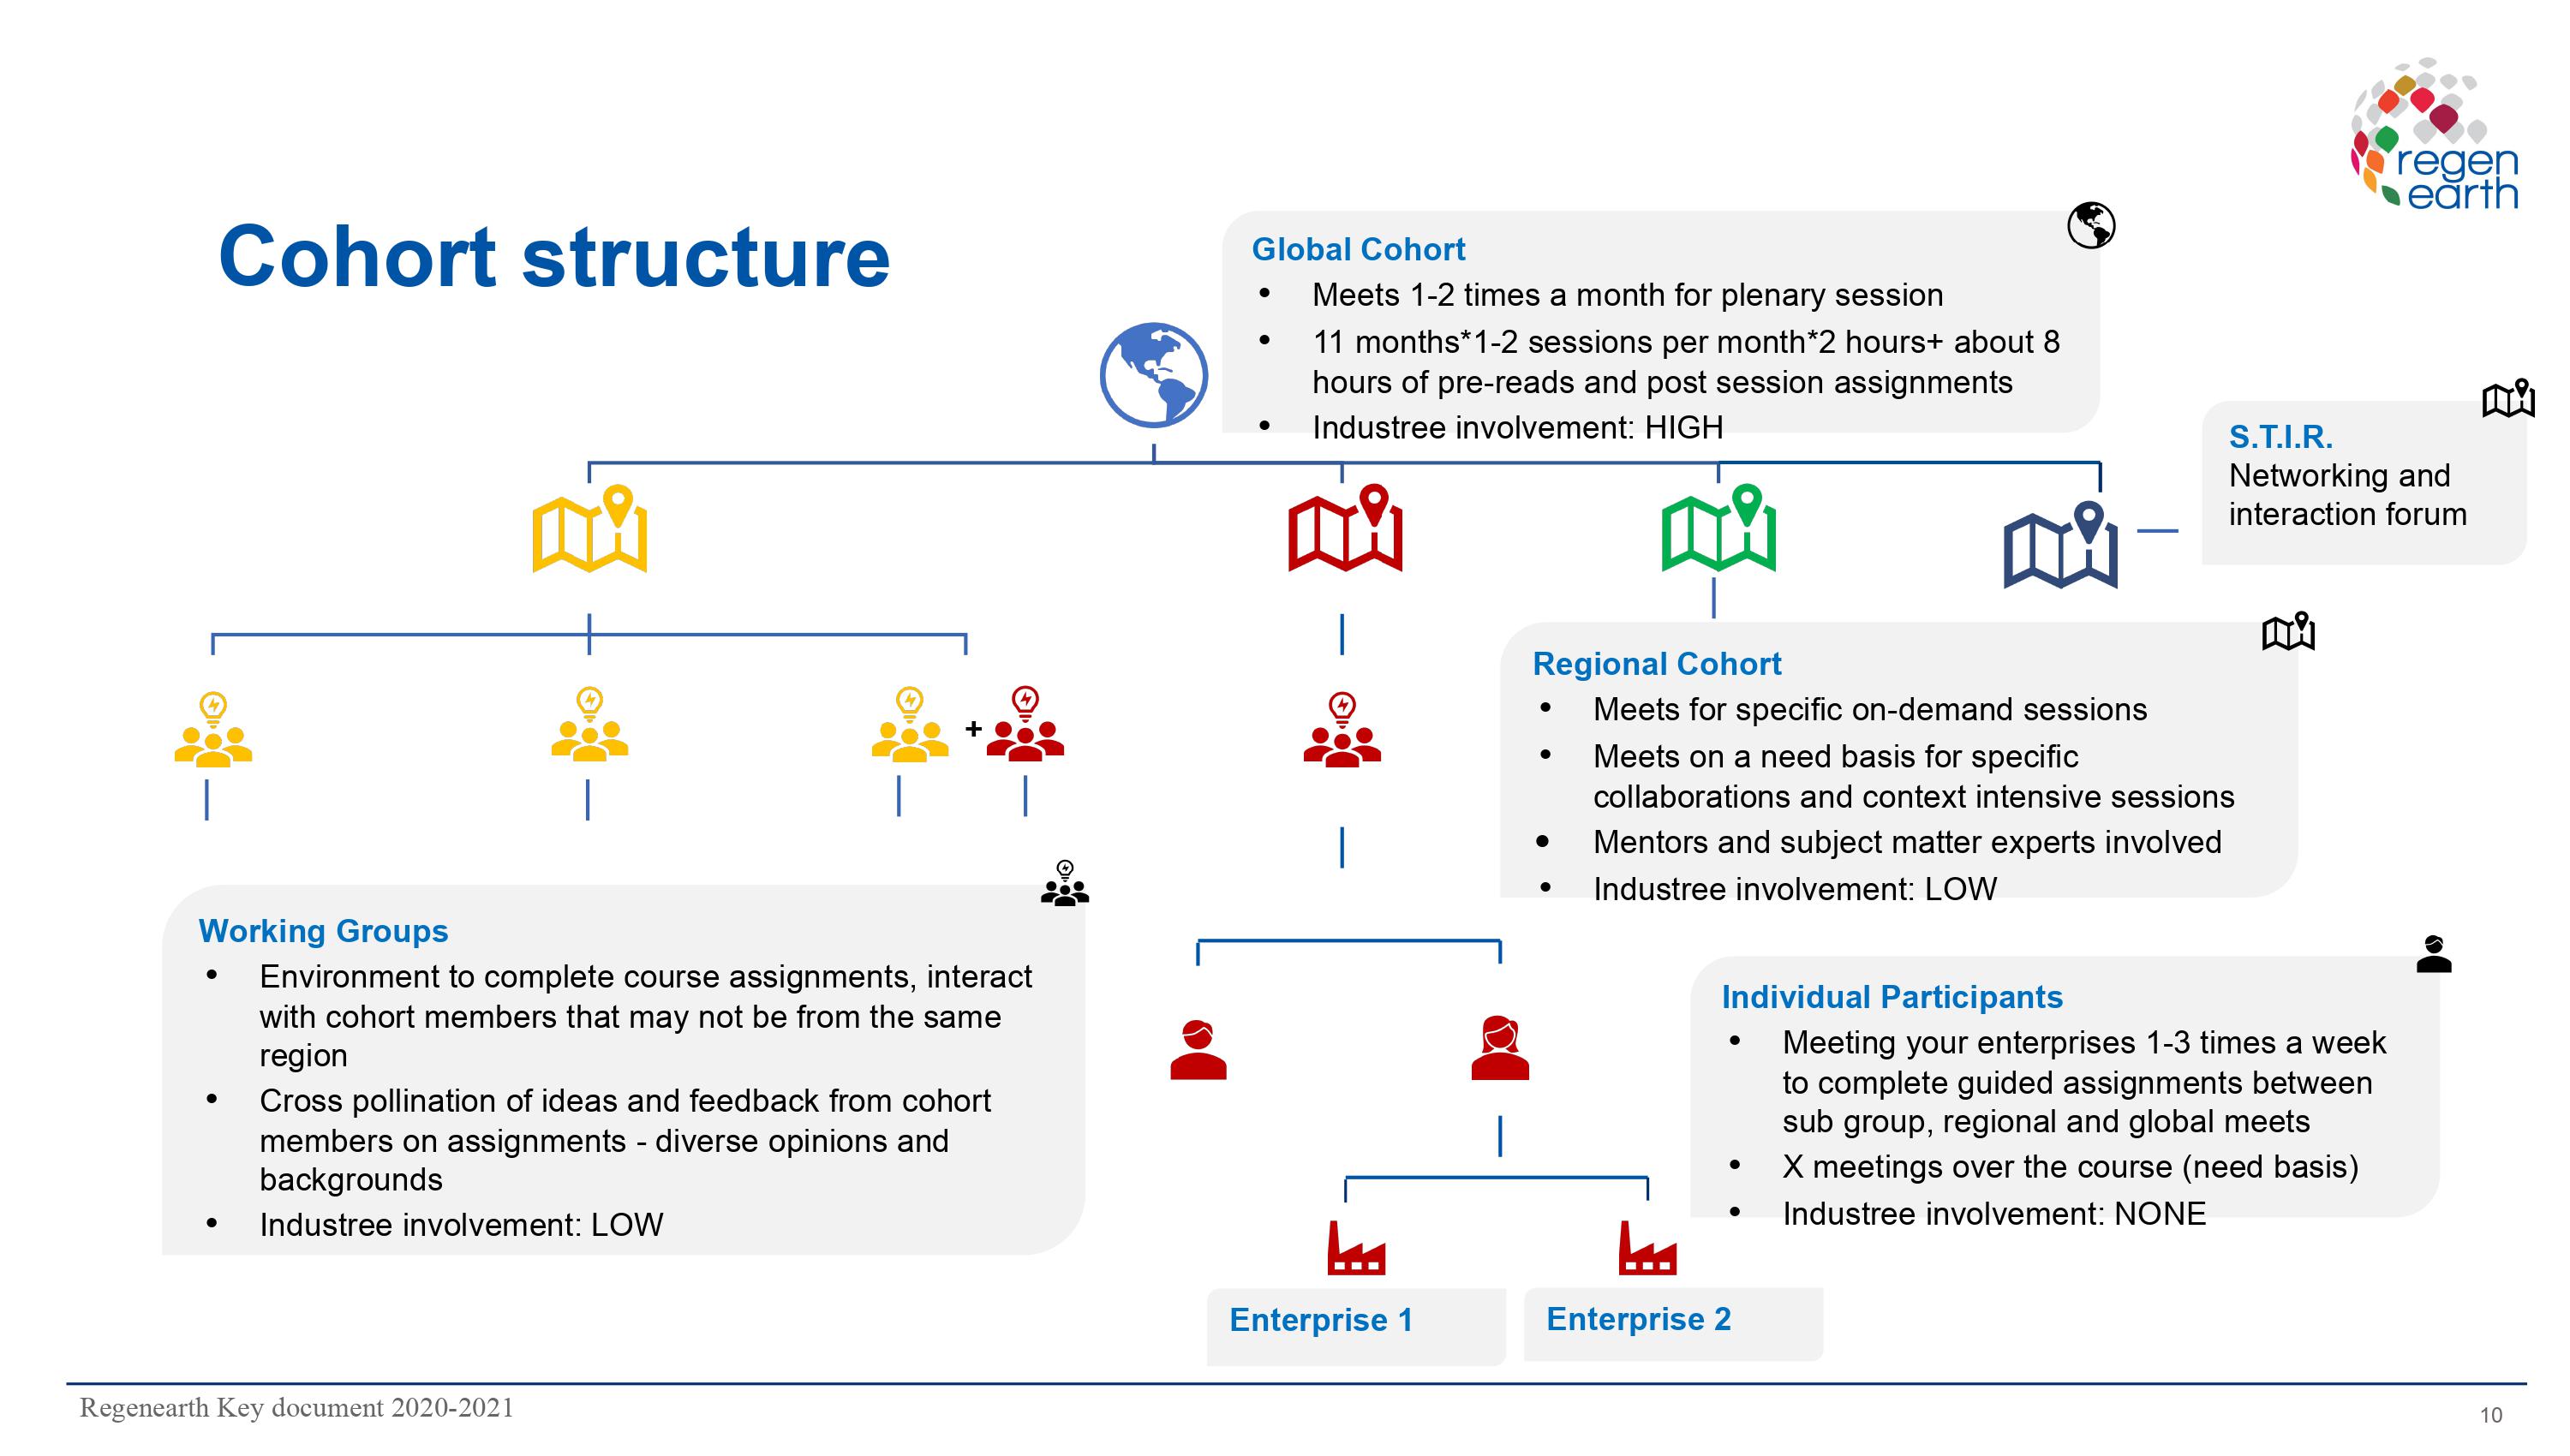 regen
earth
Cohort structure
Global Cohort
• Meets 1-2 times a month for plenary session
• 11 months*1-2 sessions per month*2 hours+ about 8
hours of pre-reads and post session assignments
• Industree involvement: HIGH
S.T.I.R.
Networking and
interaction forum
Regional Cohort
• Meets for specific on-demand sessions
• Meets on a need basis for specific
collaborations and context intensive sessions
• Mentors and subject matter experts involved
• Industree involvement: LOW
+
Working Groups
• Environment to complete course assignments, interact
with cohort members that may not be from the same
region
• Cross pollination of ideas and feedback from cohort
members on assignments - diverse opinions and
backgrounds
• Industree involvement: LOW
Individual Participants
• Meeting your enterprises 1-3 times a week
to complete guided assignments between
sub group, regional and global meets
• X meetings over the course (need basis)
• Industree involvement: NONE
Enterprise 1
Enterprise 2
Regenearth Key document 2020-2021
10